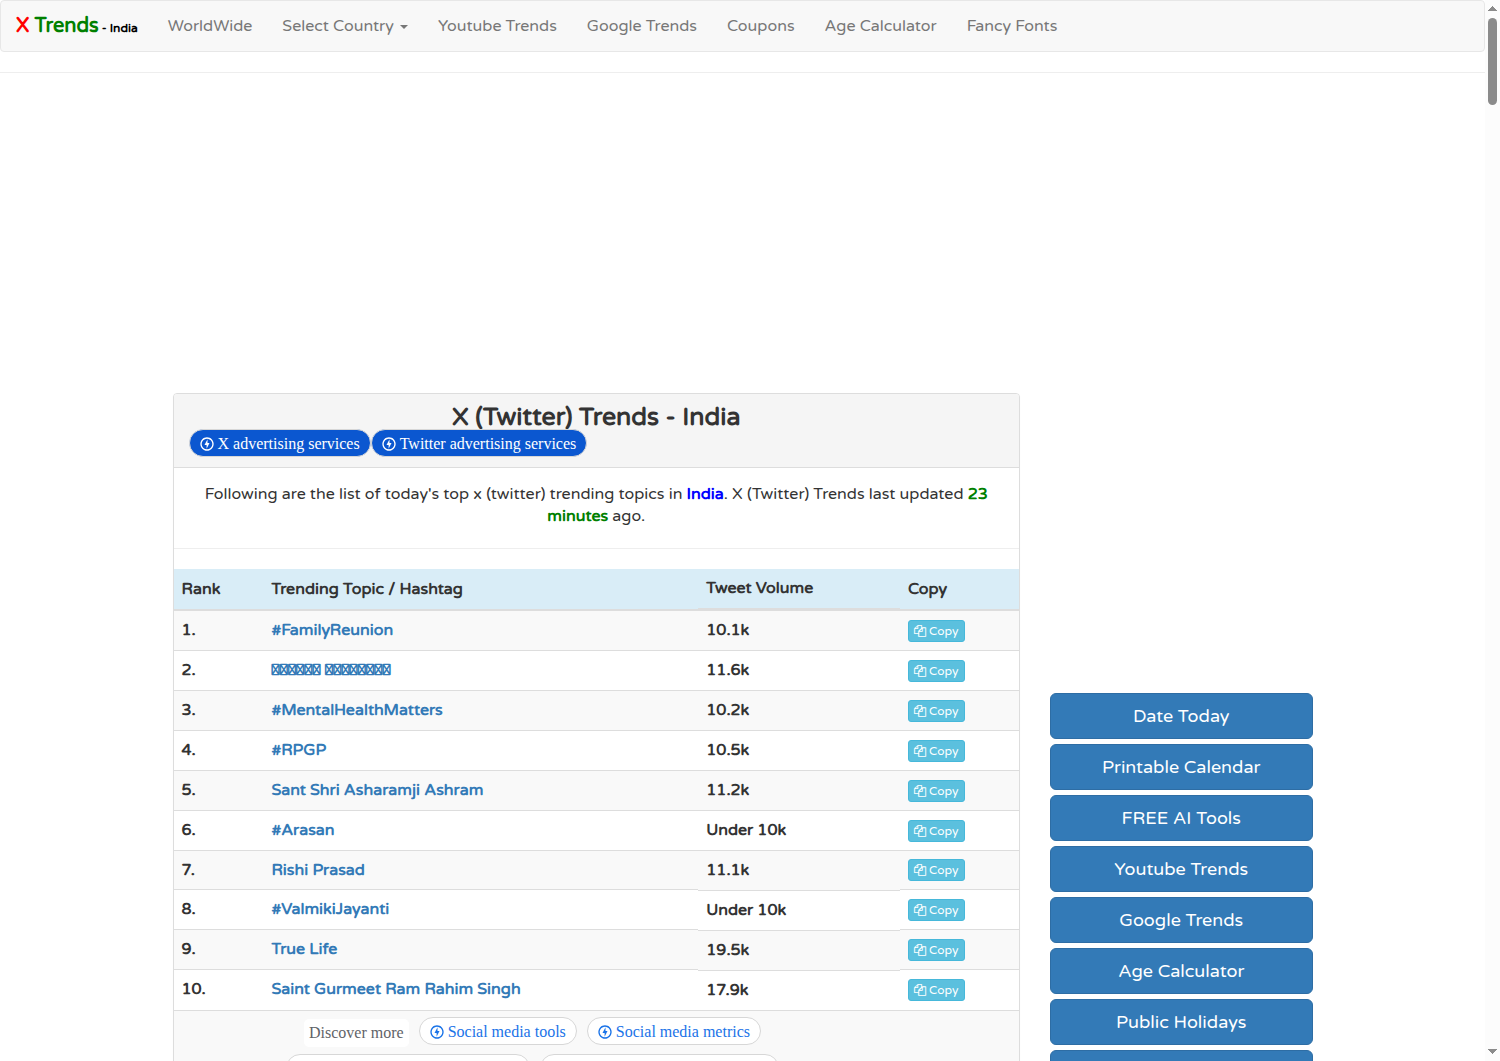 X Trends - India
WorldWide
Select Country
Youtube Trends
Google Trends
Coupons
Age Calculator
Fancy Fonts
X (Twitter) Trends - India
X advertising services
Twitter advertising services
Following are the list of today's top x (twitter) trending topics in India. X (Twitter) Trends last updated 23
minutes ago.
Rank Trending Topic / Hashtag Tweet Volume Copy
1. #FamilyReunion 10.1k Copy
2. 11.6k Copy
3. #MentalHealthMatters 10.2k Copy
4. #RPGP 10.5k Copy
5. Sant Shri Asharamji Ashram 11.2k Copy
6. #Arasan Under 10k Copy
7. Rishi Prasad 11.1k Copy
8. #ValmikiJayanti Under 10k Copy
9. True Life 19.5k Copy
10. Saint Gurmeet Ram Rahim Singh 17.9k Copy
Discover more
Social media tools
Social media metrics
Date Today
Printable Calendar
FREE AI Tools
Youtube Trends
Google Trends
Age Calculator
Public Holidays